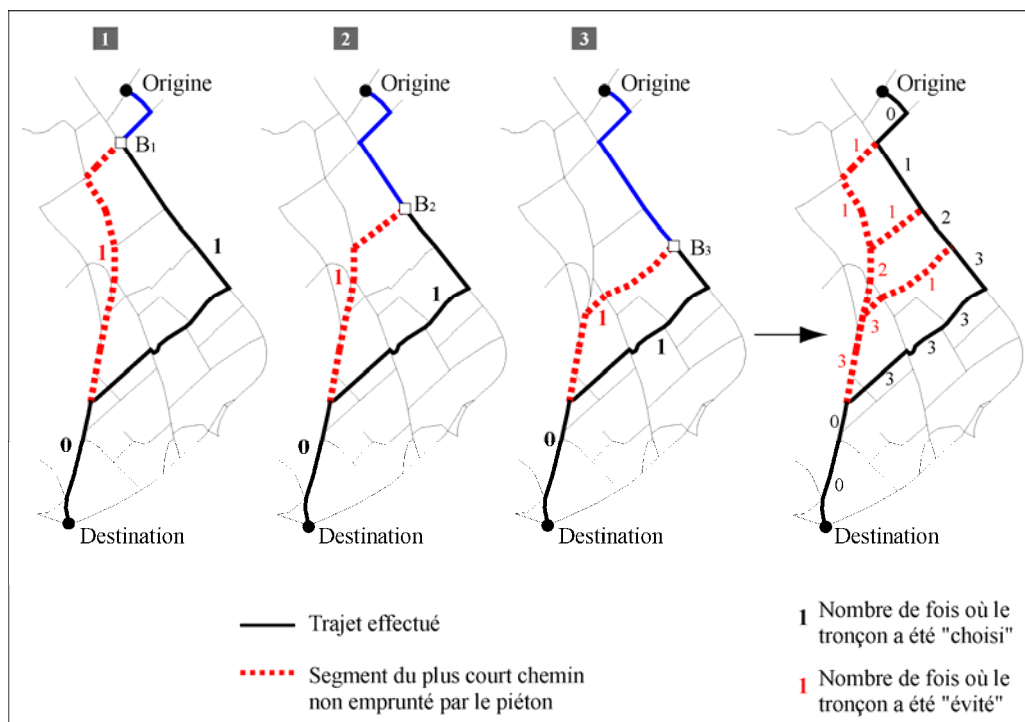 1
2
3
Origine
Origine
Origine
Origine
B1
B2
B3
1
1
0
Destination
1
1
0
Destination
1
1
0
Destination
0
1
1
1
1
2
3
2
1
3
3
3
3
3
0
0
Destination
Trajet effectué
Segment du plus court chemin
non emprunté par le piéton
1 Nombre de fois où le
tronçon a été "choisi"
1 Nombre de fois où le
tronçon a été "évité"